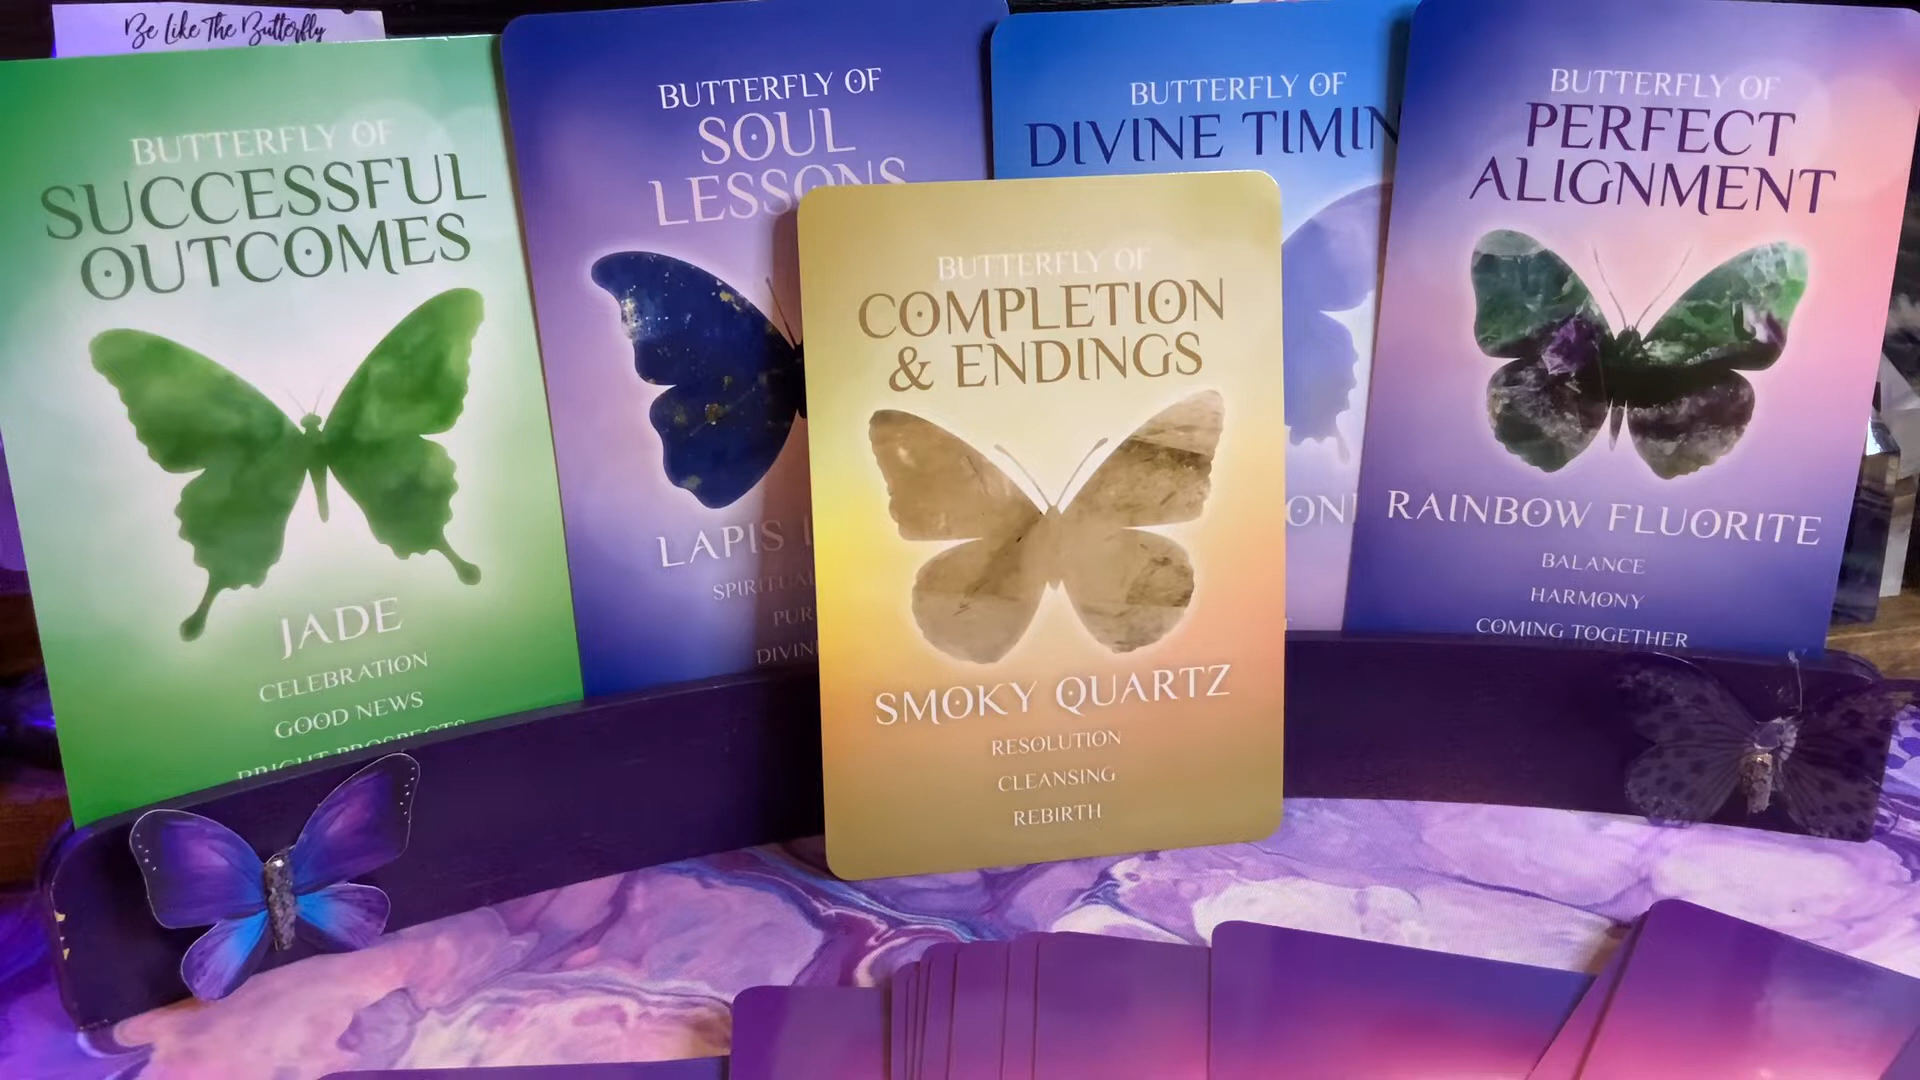 Be Like The Butterfly
BUTTERFLY OF
SUCCESSFUL
OUTCOMES
JADE
CELEBRATION
GOOD NEWS
BRIGHT PROSPECTS
BUTTERFLY OF
SOUL
LESSONS
LAPIS
SPIRITUAL
BUTTERFLY OF
COMPLETION
& ENDINGS
SMOKY QUARTZ
RESOLUTION
CLEANSING
REBIRTH
BUTTERFLY OF
DIVINE TIMIN
BUTTERFLY OF
PERFECT
ALIGNMENT
RAINBOW FLUORITE
BALANCE
HARMONY
COMING TOGETHER